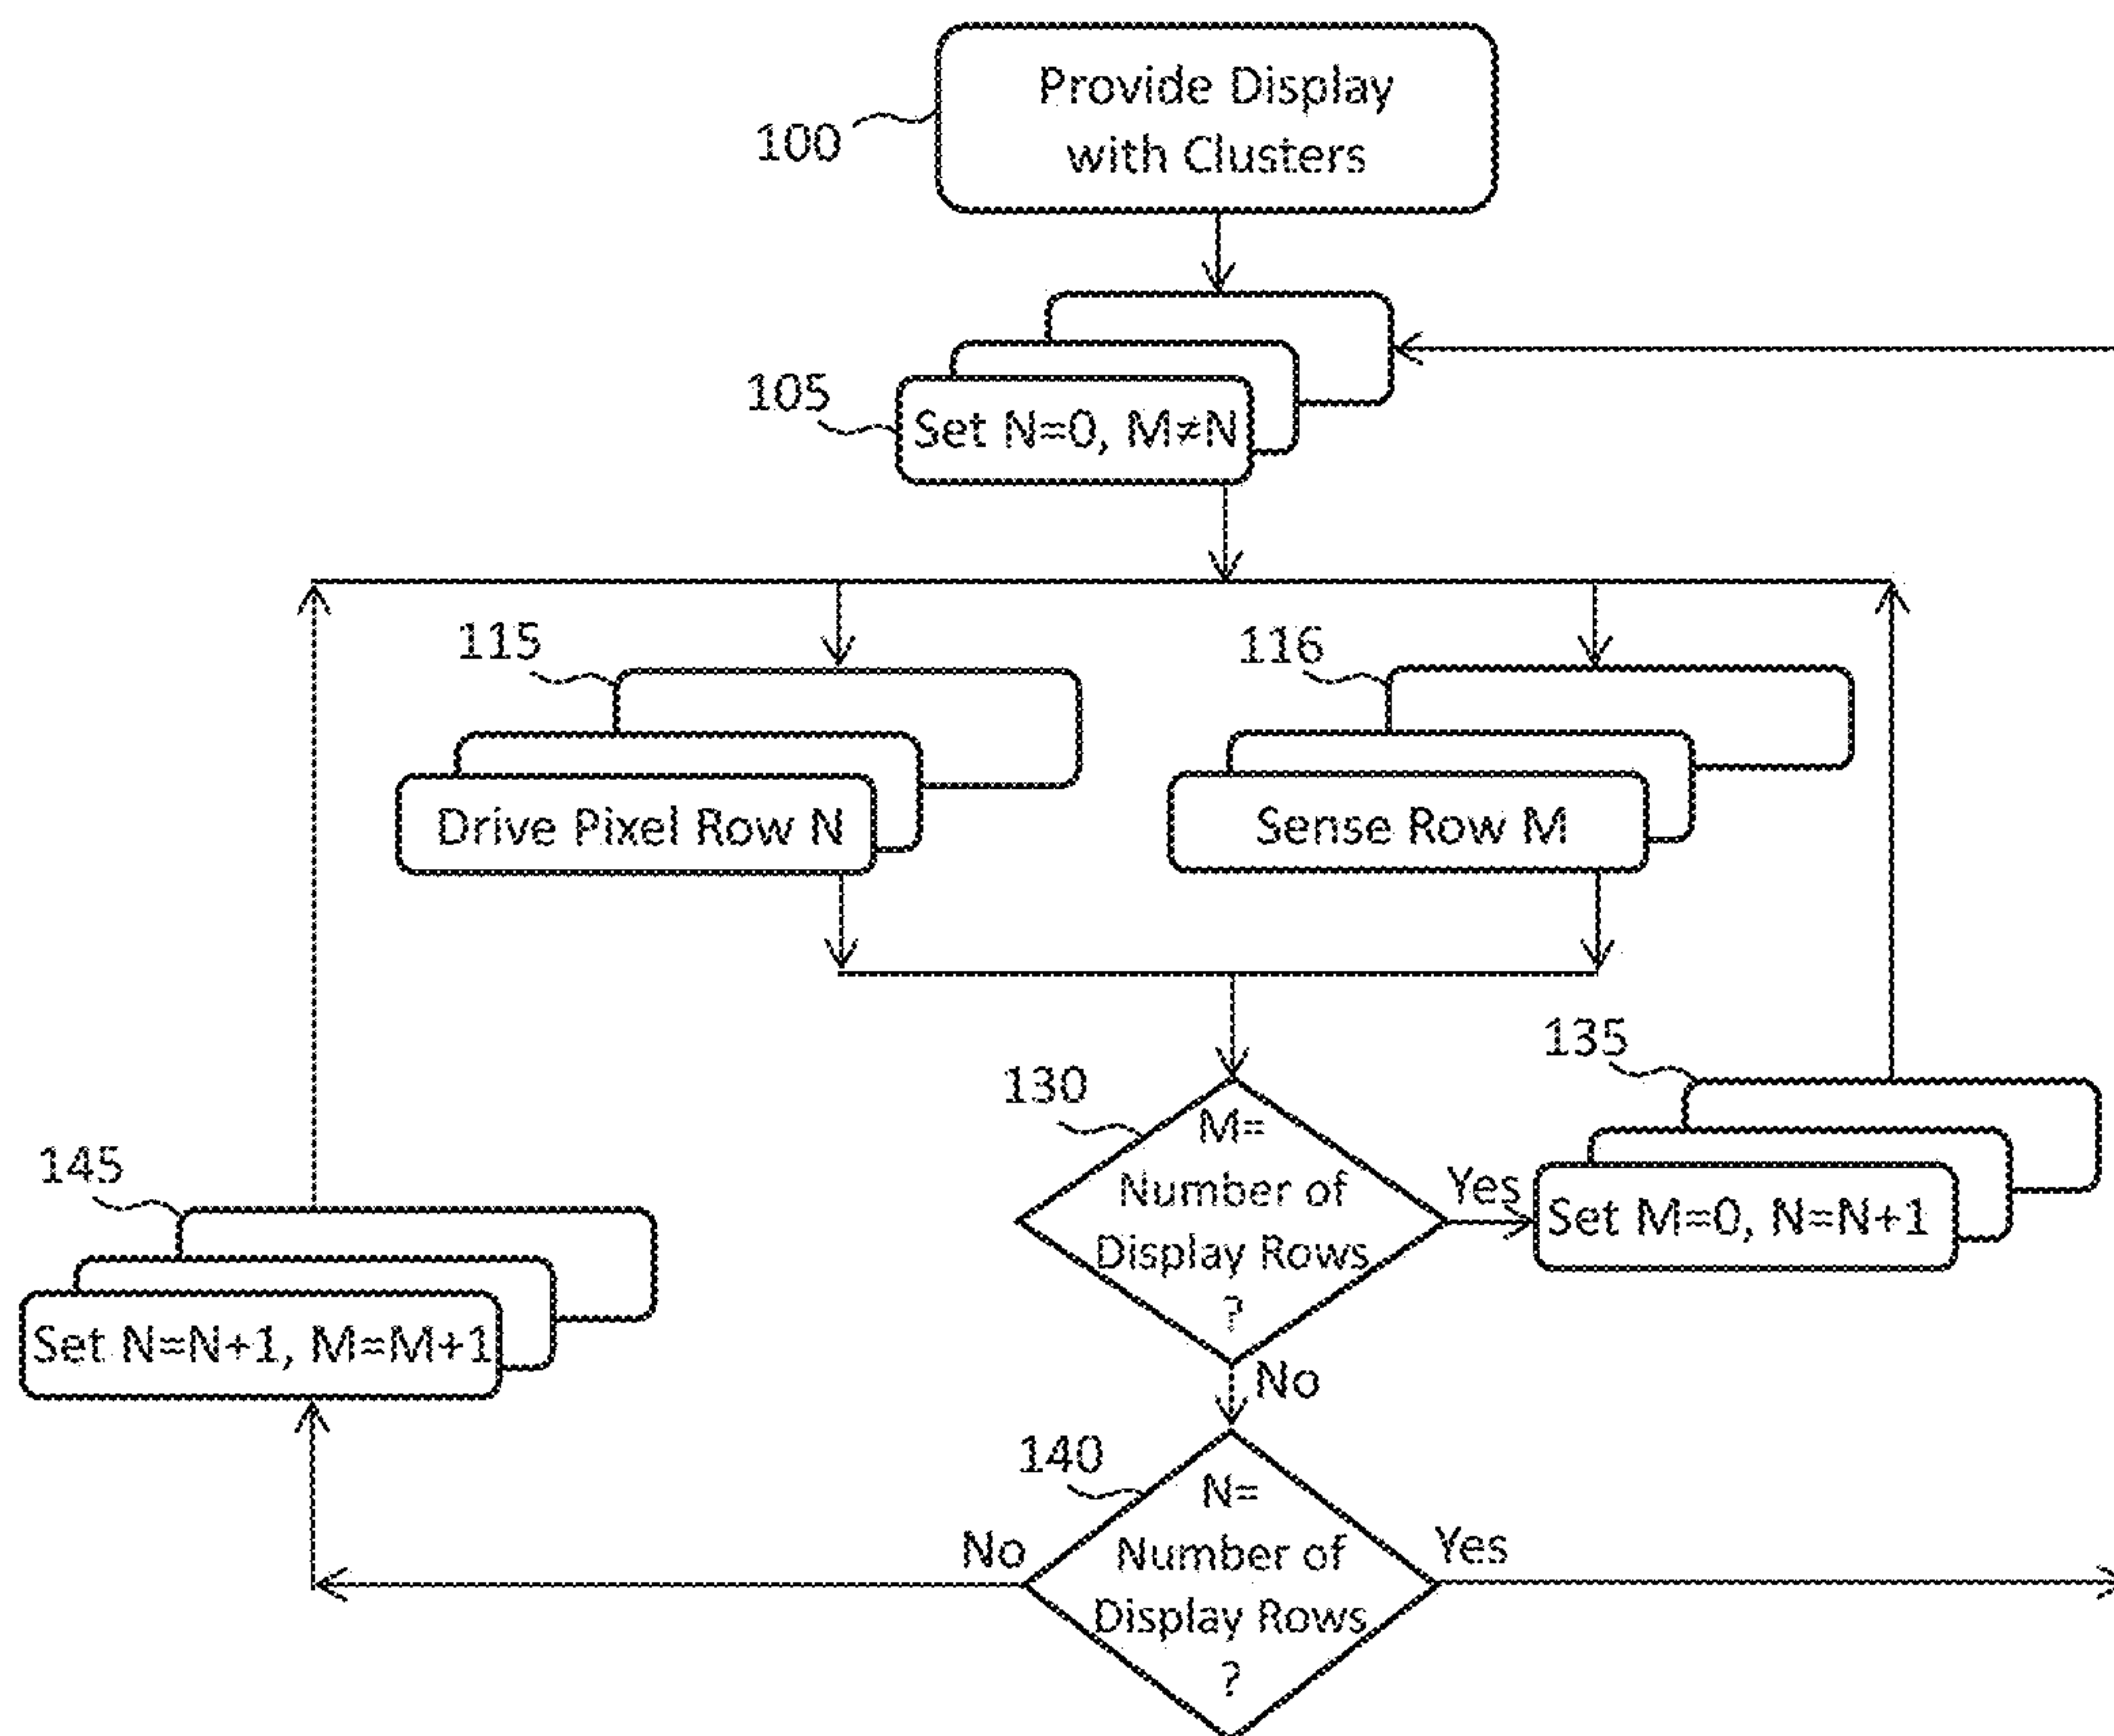 Provide Display
with Clusters
100
105
Set N=0, M≠N
115
116
Drive Pixel Row N
Sense Row M
130
135
M=
Number of
Display Rows
?
Yes
Set M=0, N=N+1
145
Set N=N+1, M=M+1
No
140
N=
Number of
Display Rows
?
No
Yes